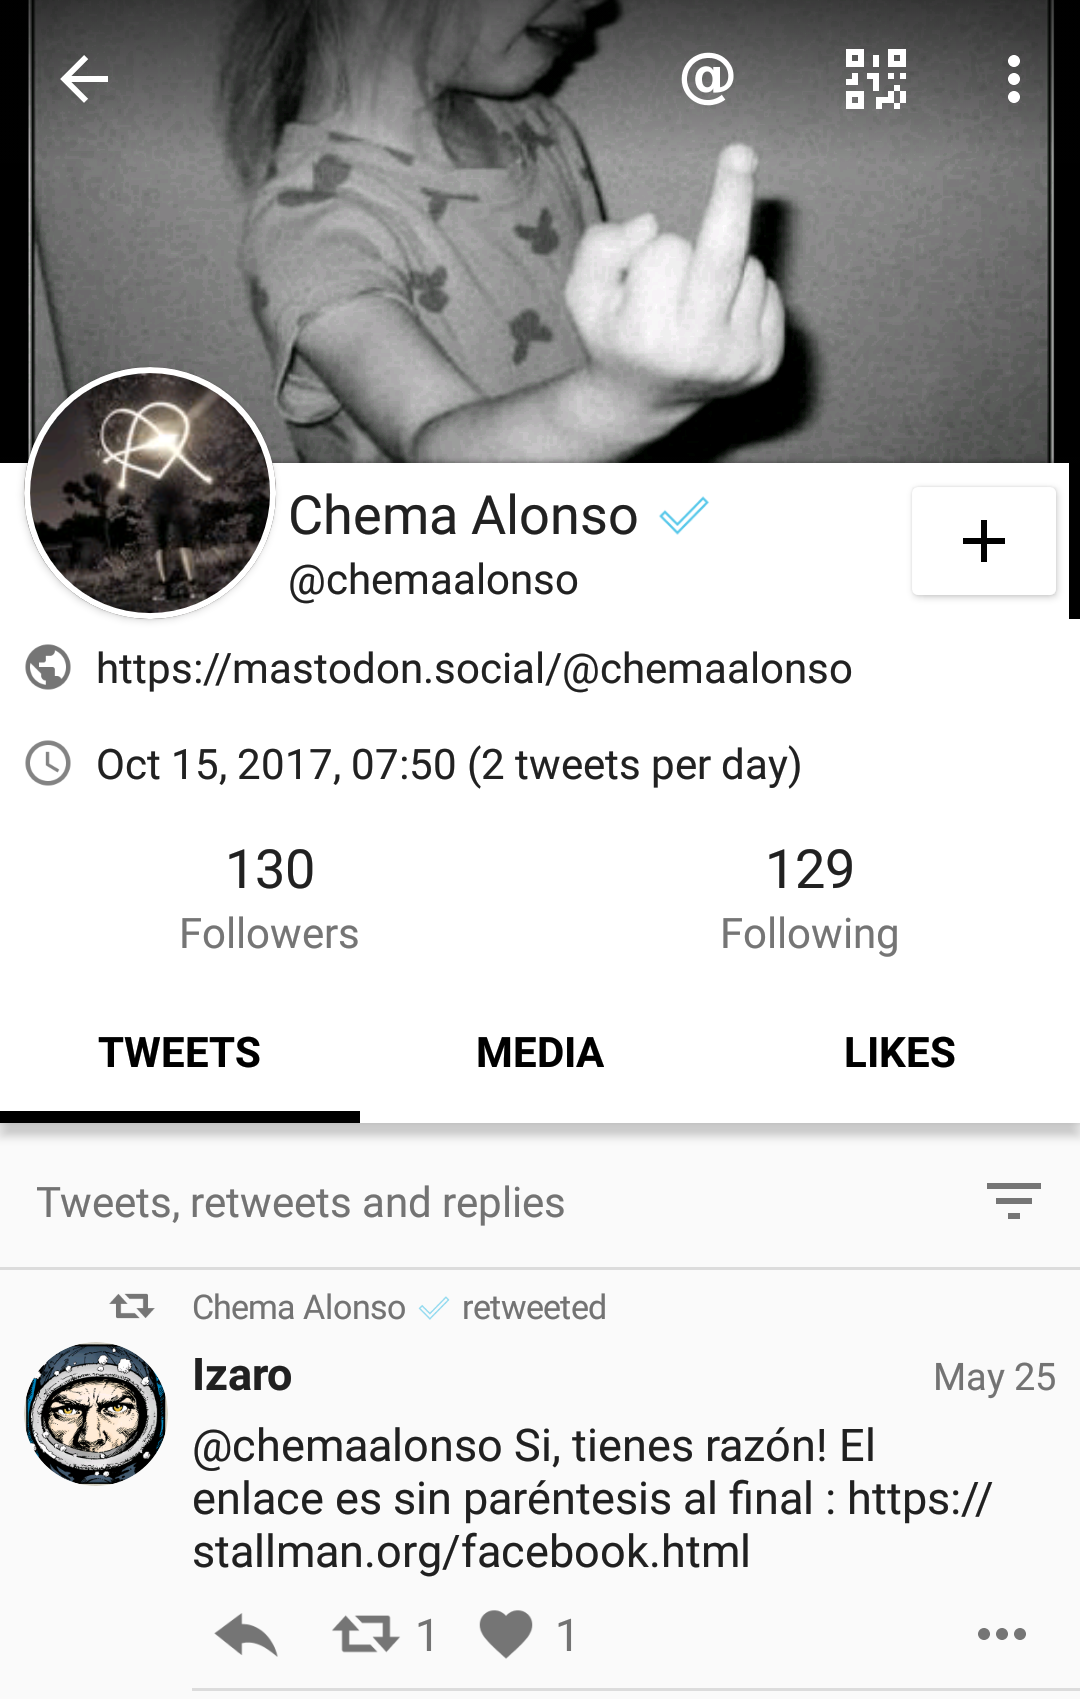 Chema Alonso
@chemaalonso
https://mastodon.social/@chemaalonso
Oct 15, 2017, 07:50 (2 tweets per day)
130
Followers
129
Following
TWEETS
MEDIA
LIKES
Tweets, retweets and replies
Chema Alonso retweeted
Izaro
May 25
@chemaalonso Si, tienes razón! El
enlace es sin paréntesis al final : https://
stallman.org/facebook.html
1
1